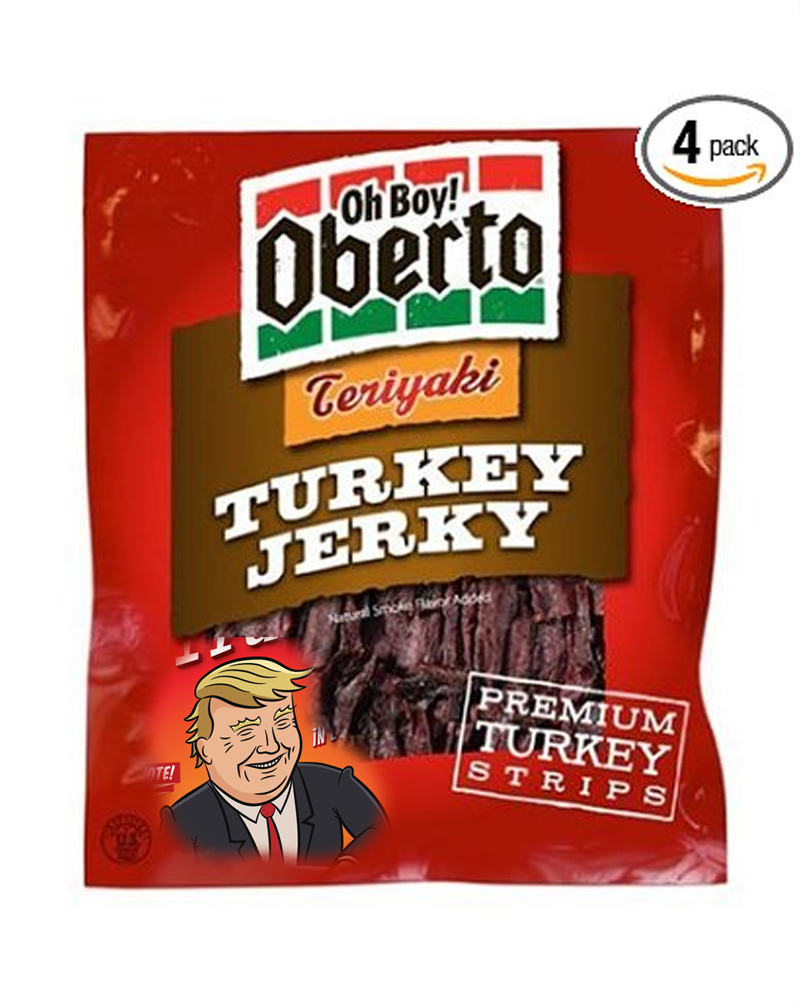 4 pack
Oh Boy!
Oberto
Teriyaki
TURKEY
JERKY
Natural Smoke Flavor Added
PREMIUM
TURKEY
STRIPS